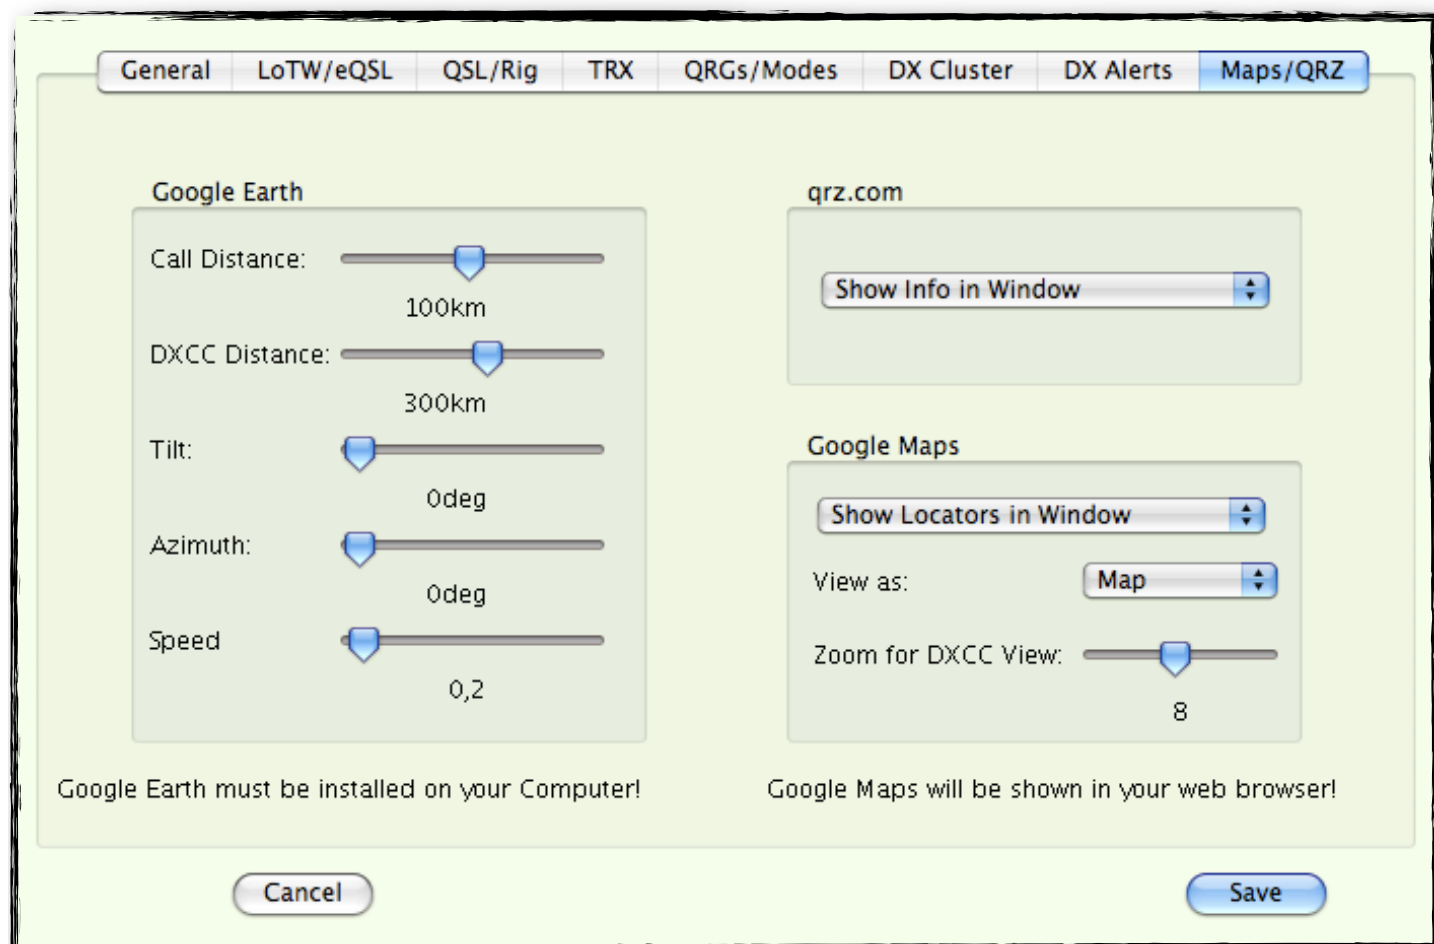 General LoTW/eQSL QSL/Rig TRX QRGs/Modes DX Cluster DX Alerts Maps/QRZ
Google Earth
Call Distance:
100km
DXCC Distance:
300km
Tilt:
0deg
Azimuth:
0deg
Speed
0,2
Google Earth must be installed on your Computer!
qrz.com
Show Info in Window
Google Maps
Show Locators in Window
View as: Map
Zoom for DXCC View:
8
Google Maps will be shown in your web browser!
Cancel Save